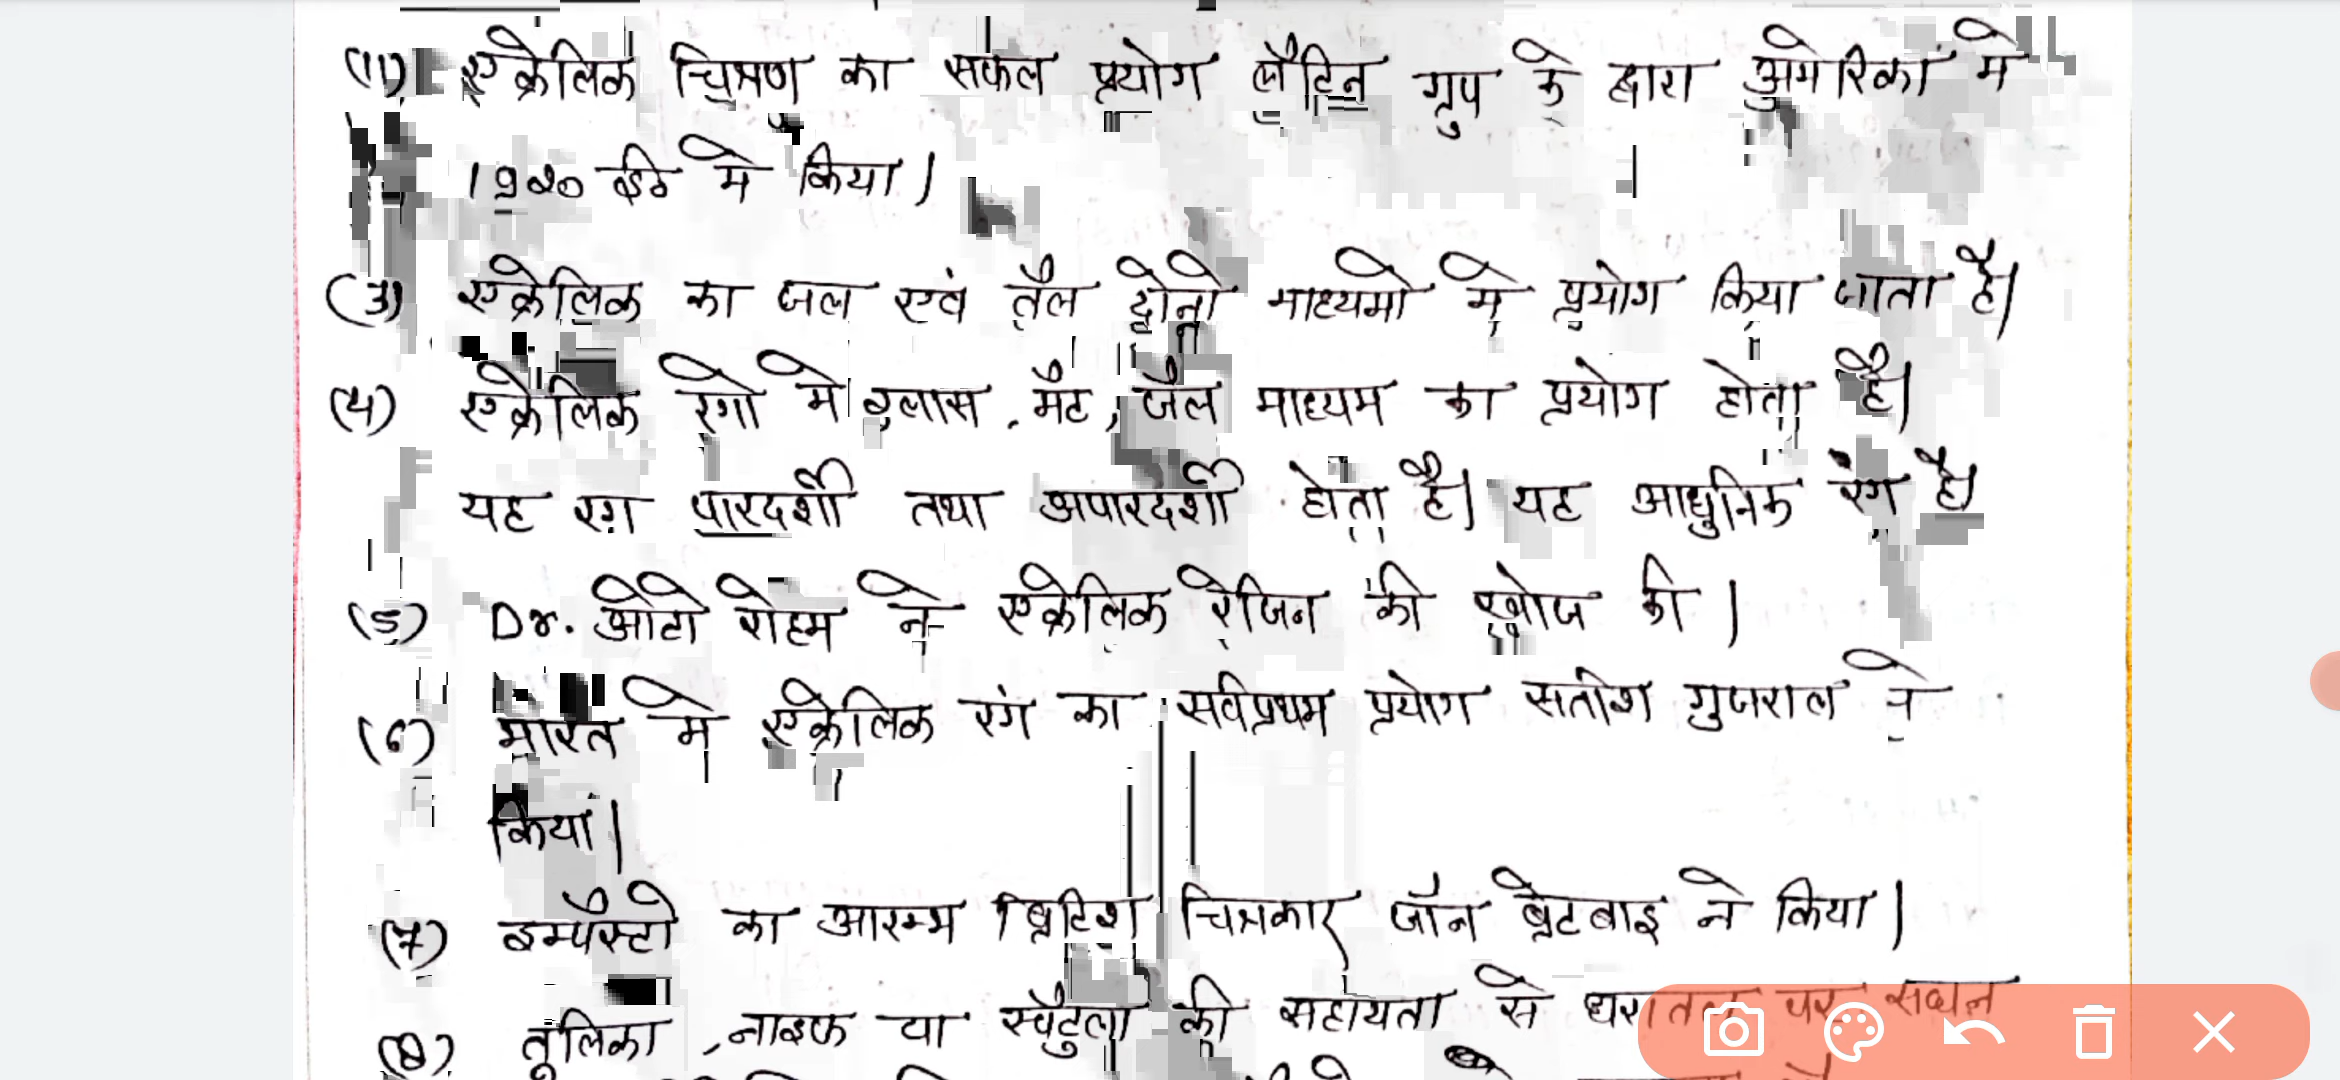 (11) एक्रेलिक चित्रण का सफल प्रयोग लैटिन ग्रुप के द्वारा अमेरिका में
1920 ई० में किया।
(3) एक्रेलिक का जल एवं तैल दोनो माध्यमो में प्रयोग किया जाता है।
(4) एक्रेलिक रंगो में ग्लास, मैट, जैल माध्यम का प्रयोग होता है।
यह रंग पारदर्शी तथा अपारदर्शी होता है। यह आधुनिक रंग है।
(5) Dr. ओटो रोहम ने एक्रेलिक रेजिन की खोज की।
(6) भारत में एक्रेलिक रंग का सर्वप्रथम प्रयोग सतीश गुजराल ने
किया।
(7) इम्पैस्टो का आरम्भ ब्रिटिश चित्रकार जॉन ब्रेटबाइ ने किया।
(8) तूलिका, नाइफ या स्पैटुला की सहायता से धरातल पर सघन